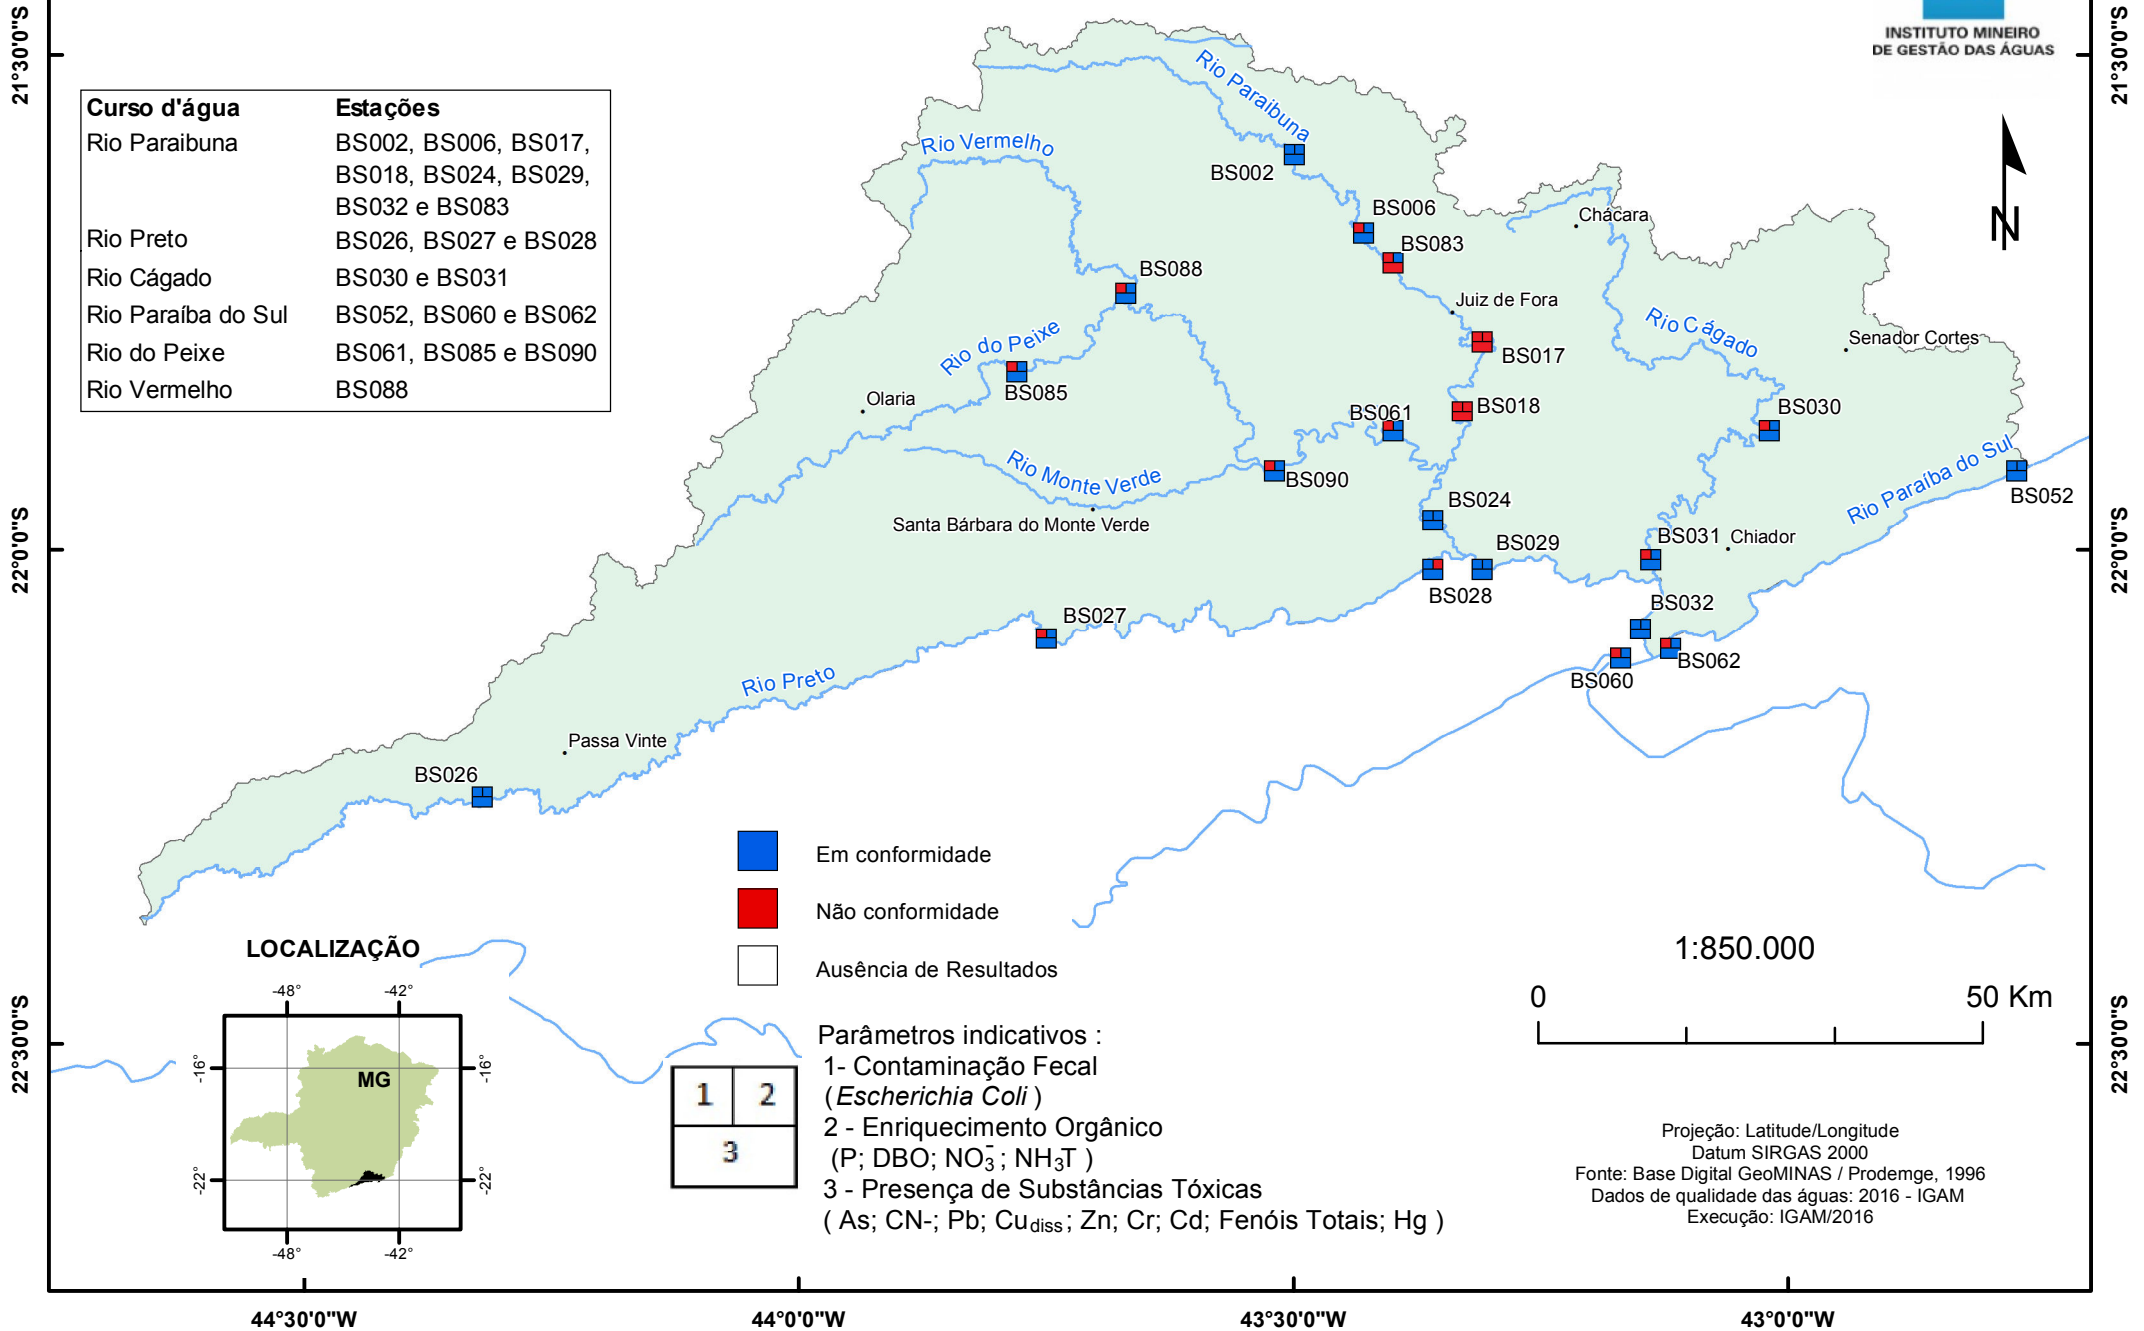 INSTITUTO MINEIRO
DE GESTÃO DAS ÁGUAS
21°30'0"S
21°30'0"S
Curso d'água Estações
Rio Paraibuna BS002, BS006, BS017,
BS018, BS024, BS029,
BS032 e BS083
Rio Preto BS026, BS027 e BS028
Rio Cágado BS030 e BS031
Rio Paraíba do Sul BS052, BS060 e BS062
Rio do Peixe BS061, BS085 e BS090
Rio Vermelho BS088
N
Rio Paraibuna
Rio Vermelho
BS002
BS006
Chácara
BS083
BS088
Juiz de Fora
Rio Cágado
Rio do Peixe
Senador Cortes
BS017
BS085
Olaria
BS061
BS018
BS030
Rio Monte Verde
BS090
Rio Paraíba do Sul
BS052
BS024
Santa Bárbara do Monte Verde
22°0'0"S
22°0'0"S
BS029
BS031
Chiador
BS028
BS032
BS027
BS062
BS060
Rio Preto
Passa Vinte
BS026
Em conformidade
Não conformidade
Ausência de Resultados
LOCALIZAÇÃO
-48° -42°
-16° -16°
MG
-22° -22°
-48° -42°
1:850.000
0 50 Km
22°30'0"S
22°30'0"S
1 2
3
Parâmetros indicativos :
1- Contaminação Fecal
(Escherichia Coli )
2 - Enriquecimento Orgânico
(P; DBO; NO₃⁻; NH₃T )
3 - Presença de Substâncias Tóxicas
( As; CN-; Pb; Cu diss ; Zn; Cr; Cd; Fenóis Totais; Hg )
Projeção: Latitude/Longitude
Datum SIRGAS 2000
Fonte: Base Digital GeoMINAS / Prodemge, 1996
Dados de qualidade das águas: 2016 - IGAM
Execução: IGAM/2016
44°30'0"W 44°0'0"W 43°30'0"W 43°0'0"W